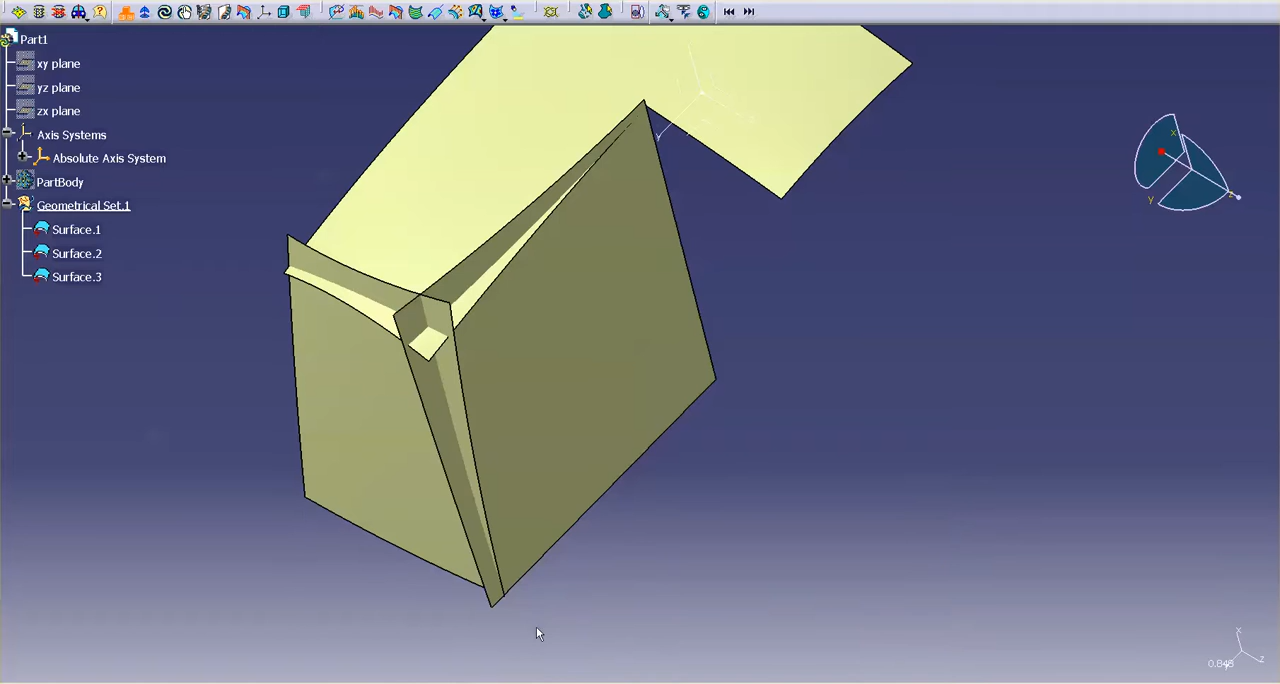 Part1
xy plane
yz plane
zx plane
Axis Systems
Absolute Axis System
PartBody
Geometrical Set.1
Surface.1
Surface.2
Surface.3
x
y
z
x
z